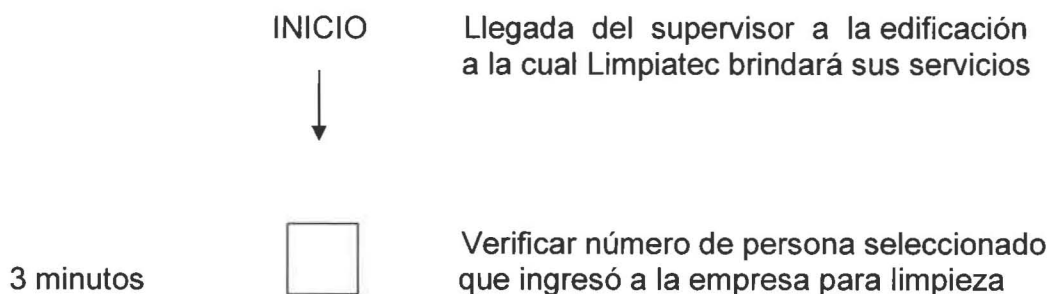 INICIO Llegada del supervisor a la edificación
a la cual Limpiatec brindará sus servicios
Verificar número de persona seleccionado
3 minutos que ingresó a la empresa para limpieza